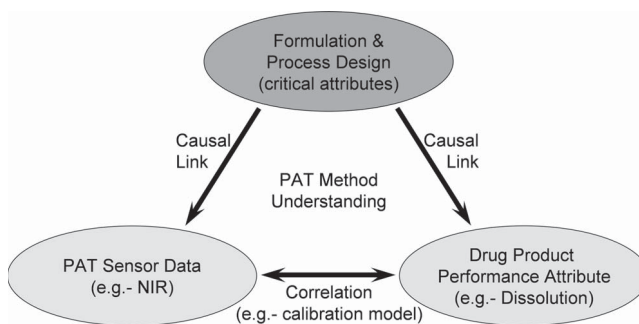 Formulation &
Process Design
(critical attributes)
Causal
Link
Causal
Link
PAT Method
Understanding
PAT Sensor Data
(e.g.- NIR)
Drug Product
Performance Attribute
(e.g.- Dissolution)
Correlation
(e.g.- calibration model)